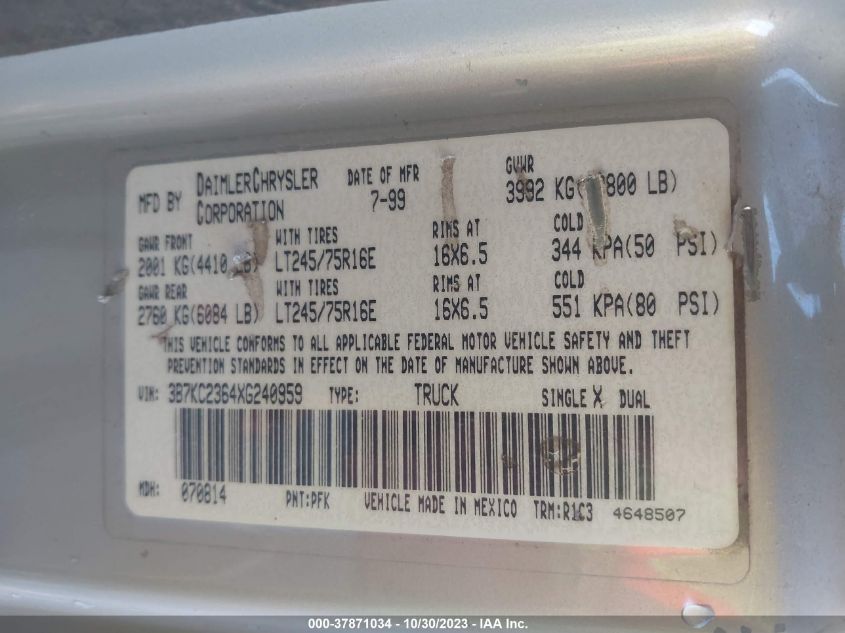 MFD BY DAIMLERCHRYSLER CORPORATION DATE OF MFR 7-99 GVWR 3992 KG( 800 LB)
GAWR FRONT WITH TIRES RIMS AT COLD
2001 KG(4410 LB) LT245/75R16E 16X6.5 344 KPA(50 PSI)
GAWR REAR WITH TIRES RIMS AT COLD
2760 KG(6084 LB) LT245/75R16E 16X6.5 551 KPA(80 PSI)
THIS VEHICLE CONFORMS TO ALL APPLICABLE FEDERAL MOTOR VEHICLE SAFETY AND THEFT
PREVENTION STANDARDS IN EFFECT ON THE DATE OF MANUFACTURE SHOWN ABOVE.
VIN: 3B7KC2364XG240959 TYPE: TRUCK SINGLE X DUAL
MDH: 070814 PNT:PFK VEHICLE MADE IN MEXICO TRM:R1C3 4648507
000-37871034 / 10/30/2023 - IAA Inc.